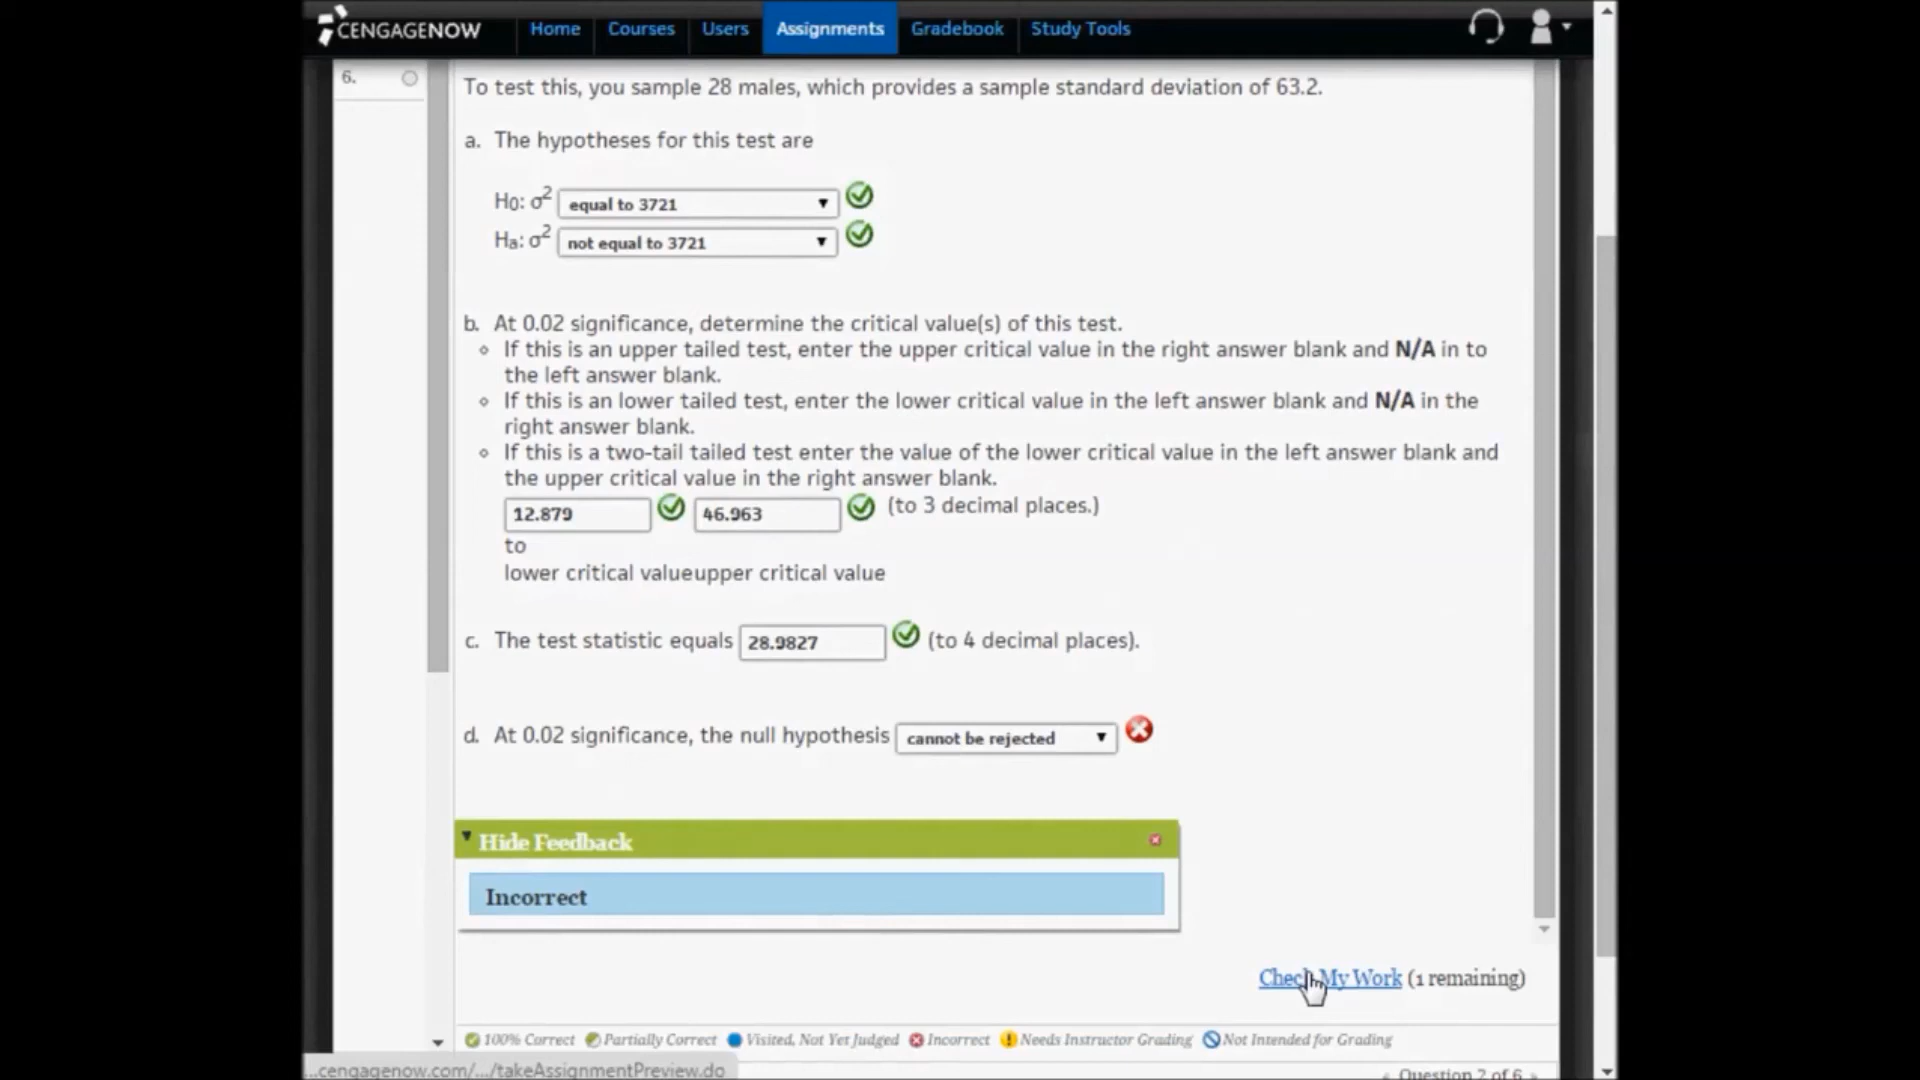 CENGAGENOW Home Courses Users Assignments Gradebook Study Tools
6.
To test this, you sample 28 males, which provides a sample standard deviation of 63.2.
a. The hypotheses for this test are
H0: σ2 equal to 3721
Ha: σ2 not equal to 3721
b. At 0.02 significance, determine the critical value(s) of this test.
If this is an upper tailed test, enter the upper critical value in the right answer blank and N/A in to
the left answer blank.
If this is an lower tailed test, enter the lower critical value in the left answer blank and N/A in the
right answer blank.
If this is a two-tail tailed test enter the value of the lower critical value in the left answer blank and
the upper critical value in the right answer blank.
12.879 46.963 (to 3 decimal places.)
to
lower critical valueupper critical value
c. The test statistic equals 28.9827 (to 4 decimal places).
d. At 0.02 significance, the null hypothesis cannot be rejected
Hide Feedback
Incorrect
Check My Work (1 remaining)
100% Correct Partially Correct Visited, Not Yet Judged Incorrect Needs Instructor Grading Not Intended for Grading
...cengagenow.com/.../takeAssignmentPreview.do
Question 2 of 6